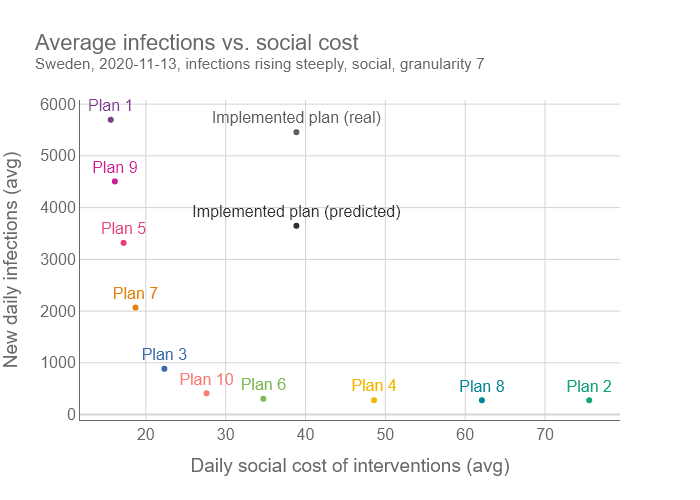 Average infections vs. social cost
Sweden, 2020-11-13, infections rising steeply, social, granularity 7
New daily infections (avg)
6000
5000
4000
3000
2000
1000
0
Plan 1
Implemented plan (real)
Plan 9
Implemented plan (predicted)
Plan 5
Plan 7
Plan 3
Plan 10
Plan 6
Plan 4
Plan 8
Plan 2
20 30 40 50 60 70
Daily social cost of interventions (avg)